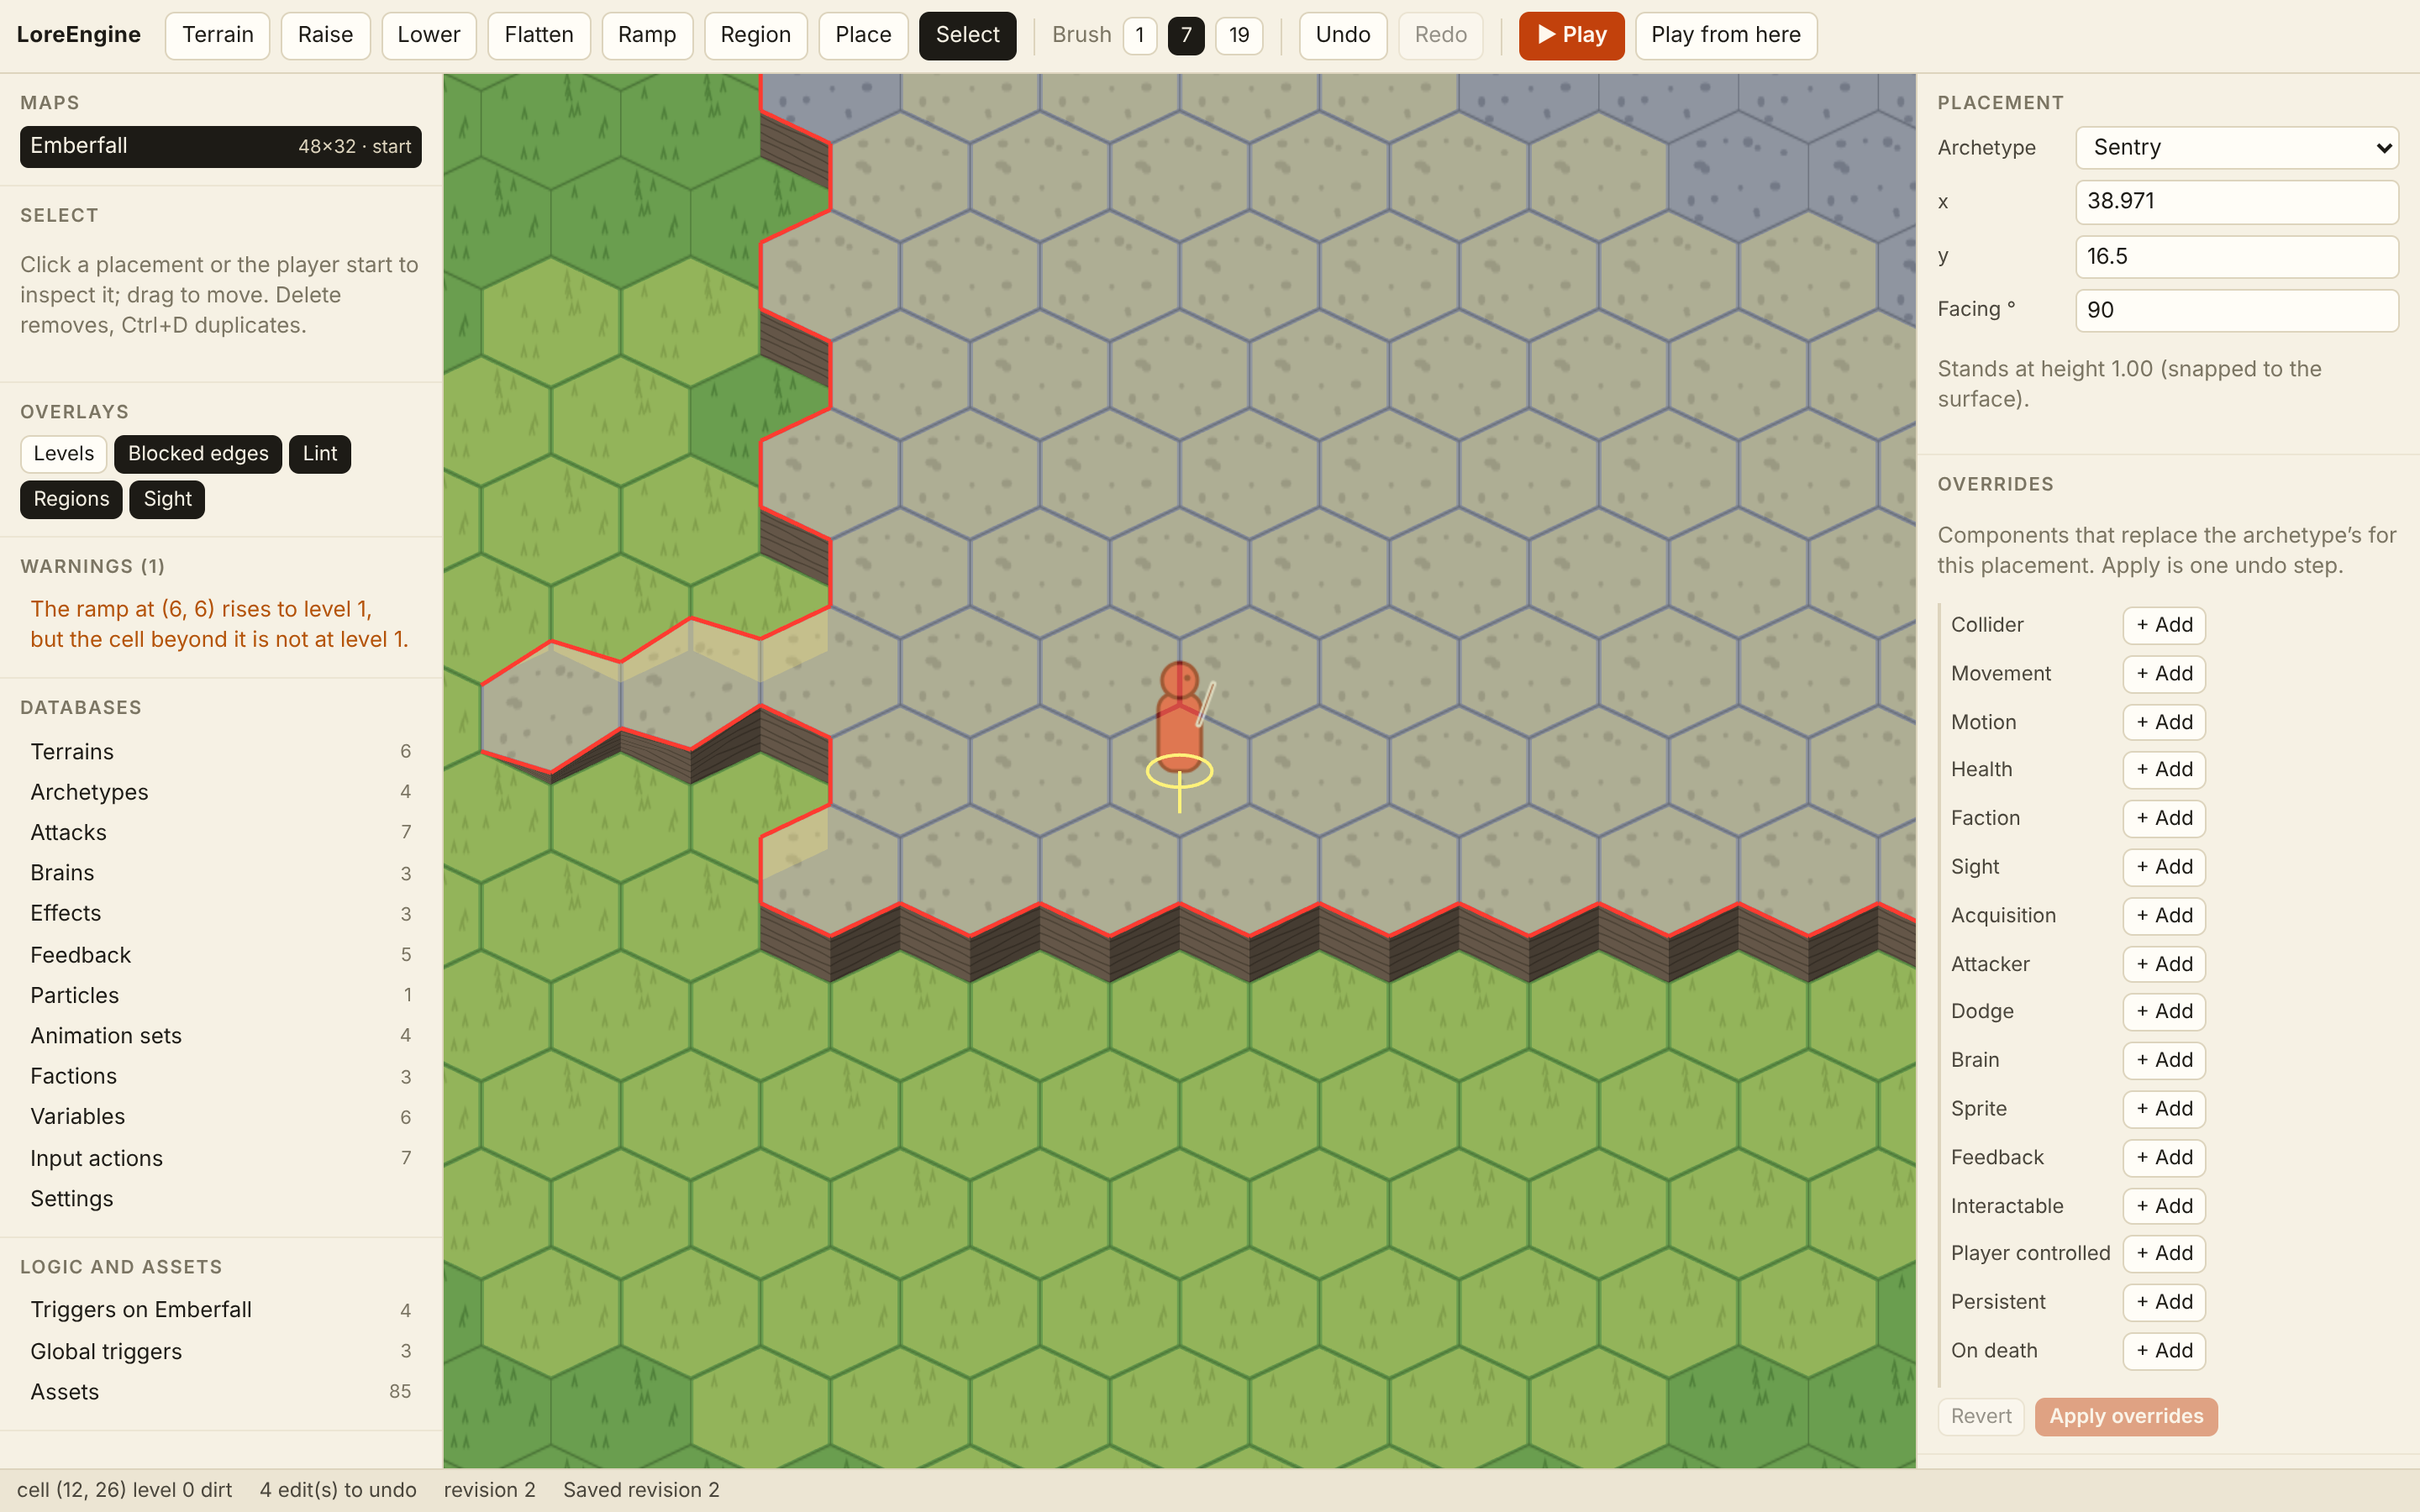 LoreEngine Terrain Raise Lower Flatten Ramp Region Place Select Brush 1 7 19 Undo Redo ▶ Play Play from here
MAPS
Emberfall 48×32 · start
SELECT
Click a placement or the player start to
inspect it; drag to move. Delete
removes, Ctrl+D duplicates.
OVERLAYS
Levels Blocked edges Lint
Regions Sight
WARNINGS (1)
The ramp at (6, 6) rises to level 1,
but the cell beyond it is not at level 1.
DATABASES
Terrains 6
Archetypes 4
Attacks 7
Brains 3
Effects 3
Feedback 5
Particles 1
Animation sets 4
Factions 3
Variables 6
Input actions 7
Settings
LOGIC AND ASSETS
Triggers on Emberfall 4
Global triggers 3
Assets 85
PLACEMENT
Archetype Sentry
x 38.971
y 16.5
Facing ° 90
Stands at height 1.00 (snapped to the
surface).
OVERRIDES
Components that replace the archetype’s for
this placement. Apply is one undo step.
Collider + Add
Movement + Add
Motion + Add
Health + Add
Faction + Add
Sight + Add
Acquisition + Add
Attacker + Add
Dodge + Add
Brain + Add
Sprite + Add
Feedback + Add
Interactable + Add
Player controlled + Add
Persistent + Add
On death + Add
Revert Apply overrides
cell (12, 26) level 0 dirt 4 edit(s) to undo revision 2 Saved revision 2